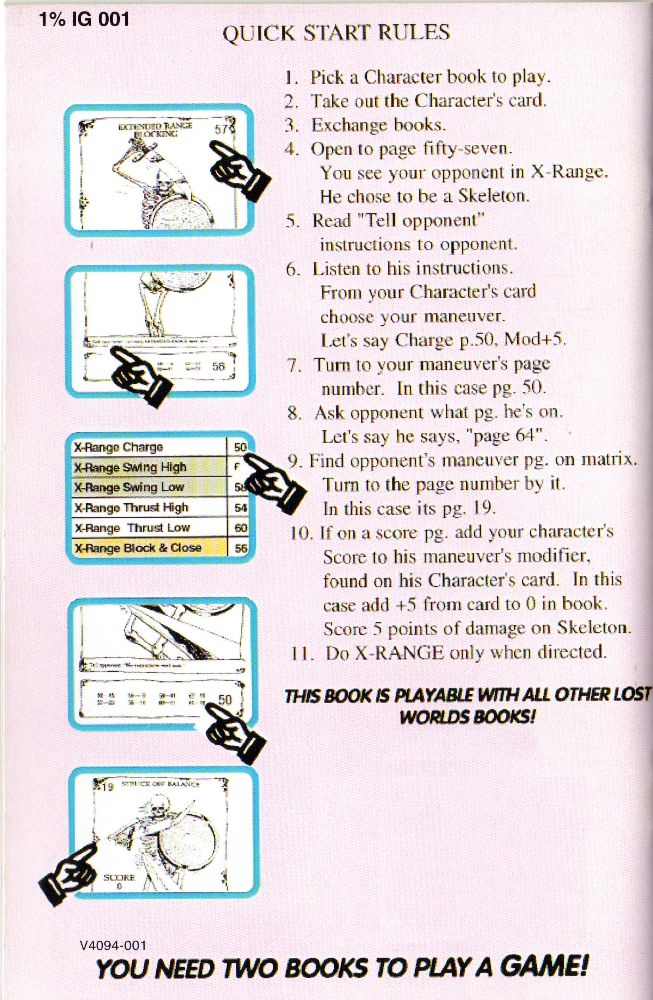 1% IG 001
QUICK START RULES
1. Pick a Character book to play.
2. Take out the Character's card.
3. Exchange books.
4. Open to page fifty-seven.
You see your opponent in X-Range.
He chose to be a Skeleton.
5. Read "Tell opponent"
instructions to opponent.
6. Listen to his instructions.
From your Character's card
choose your maneuver.
Let's say Charge p.50, Mod+5.
7. Turn to your maneuver's page
number. In this case pg. 50.
8. Ask opponent what pg. he's on.
Let's say he says, "page 64".
9. Find opponent's maneuver pg. on matrix.
Turn to the page number by it.
In this case its pg. 19.
10. If on a score pg. add your character's
Score to his maneuver's modifier,
found on his Character's card. In this
case add +5 from card to 0 in book.
Score 5 points of damage on Skeleton.
11. Do X-RANGE only when directed.
THIS BOOK IS PLAYABLE WITH ALL OTHER LOST
WORLDS BOOKS!
EXTENDED RANGE
BLOCKING
57
56
X-Range Charge 50
X-Range Swing High
X-Range Swing Low 58
X-Range Thrust High 54
X-Range Thrust Low 60
X-Range Block & Close 56
50
19 STRUCK OFF BALANCE
SCORE
0
V4094-001
YOU NEED TWO BOOKS TO PLAY A GAME!